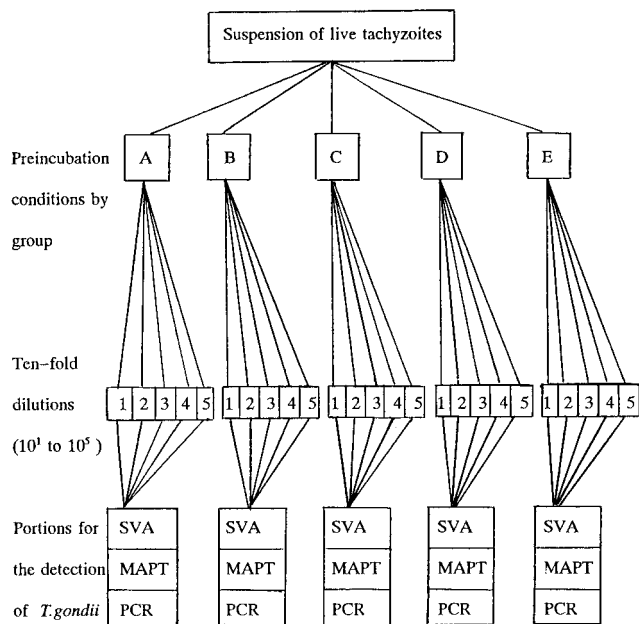 Suspension of live tachyzoites
A B C D E
Preincubation
conditions by
group
Ten-fold
dilutions
1 2 3 4 5 1 2 3 4 5 1 2 3 4 5 1 2 3 4 5 1 2 3 4 5
(10¹ to 10⁵ )
Portions for
the detection
of T.gondii
SVA SVA SVA SVA SVA
MAPT MAPT MAPT MAPT MAPT
PCR PCR PCR PCR PCR